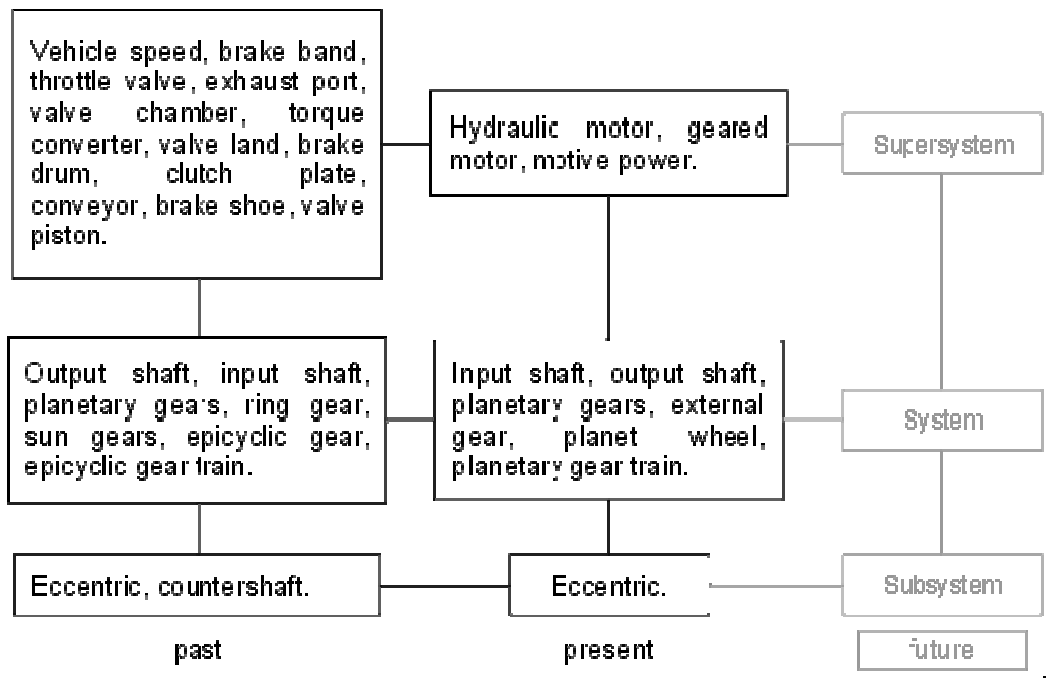 Vehicle speed, brake band,
throttle valve, exhaust port,
valve chamber, torque
converter, valve land, brake
drum, clutch plate,
conveyor, brake shoe, valve
piston.
Hydraulic motor, geared
motor, motive power.
Supersystem
Output shaft, input shaft,
planetary gears, ring gear,
sun gears, epicyclic gear,
epicyclic gear train.
Input shaft, output shaft,
planetary gears, external
gear, planet wheel,
planetary gear train.
System
Eccentric, countershaft.
Eccentric.
Subsystem
past
present
future